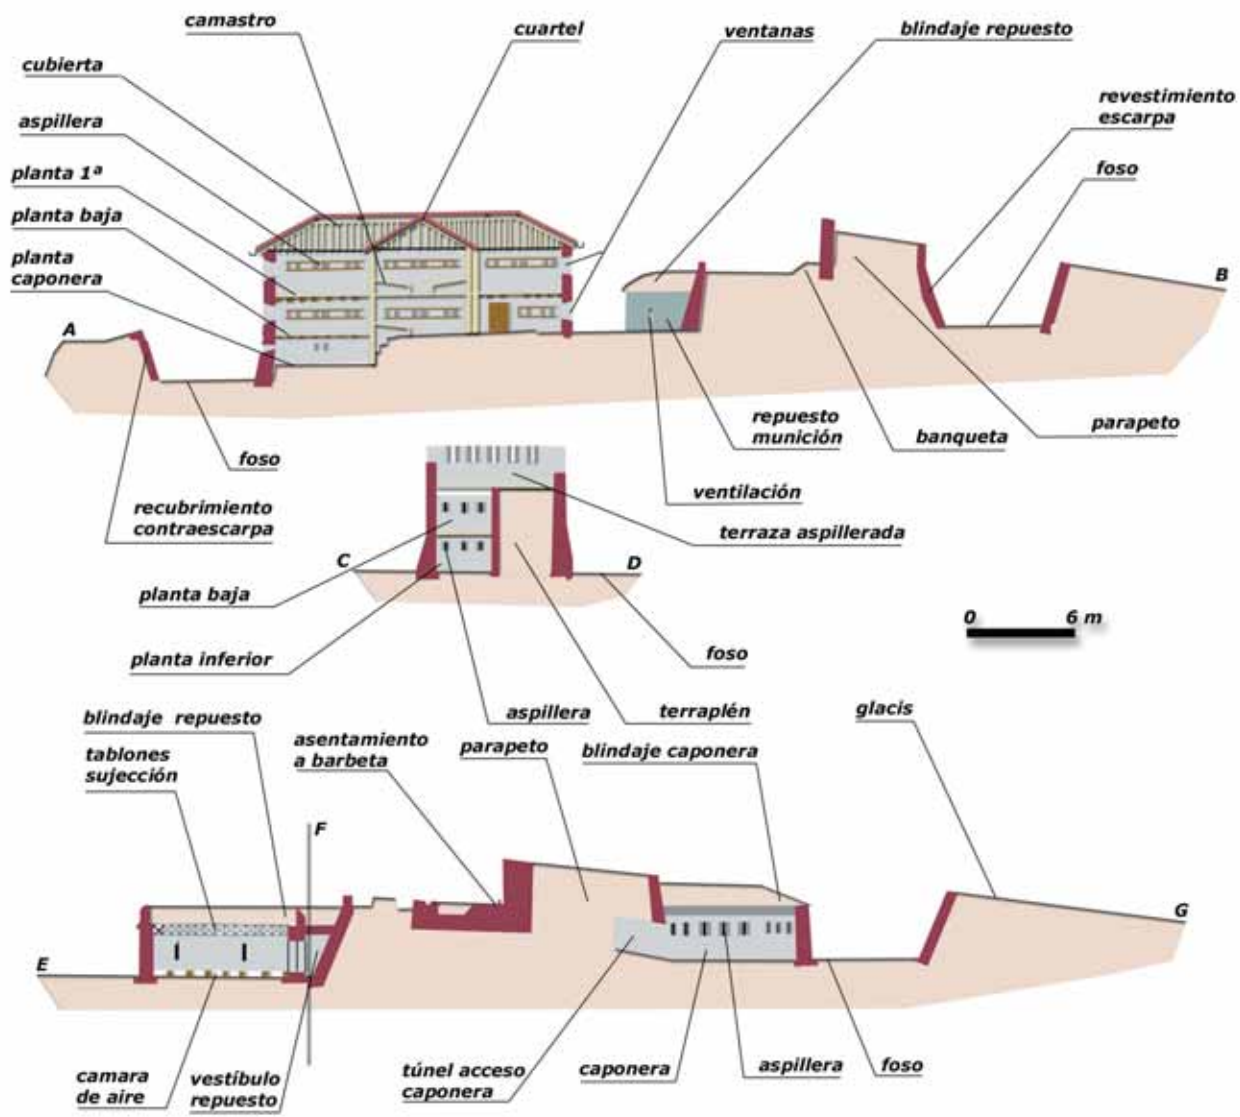 camastro
cuartel
ventanas
blindaje repuesto
cubierta
revestimiento
escarpa
aspillera
foso
planta 1ª
planta baja
planta
caponera
A
B
repuesto
munición
banqueta
parapeto
foso
ventilación
recubrimiento
contraescarpa
terraza aspillerada
C
D
planta baja
0 6 m
planta inferior
foso
aspillera
terraplén
glacis
blindaje repuesto
asentamiento
a barbeta
parapeto
blindaje caponera
tablones
sujección
F
E
G
camara
de aire
vestíbulo
repuesto
túnel acceso
caponera
caponera
aspillera
foso